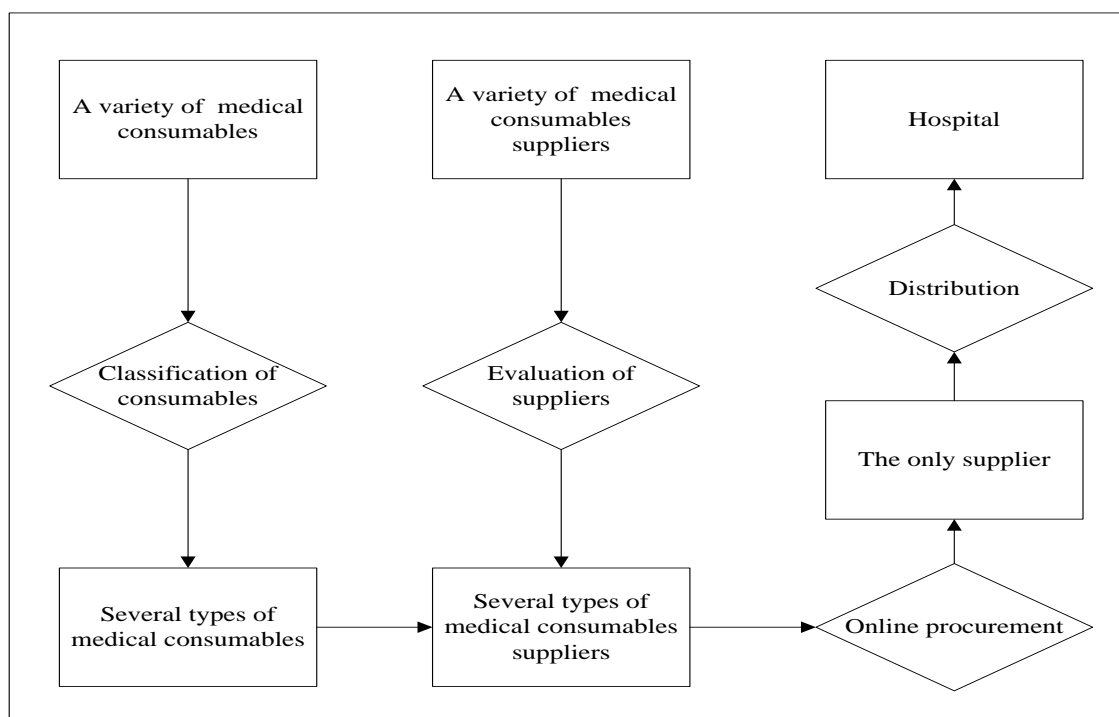 A variety of medical
consumables
A variety of medical
consumables
suppliers
Hospital
Distribution
Classification of
consumables
Evaluation of
suppliers
The only supplier
Several types of
medical consumables
Several types of
medical consumables
suppliers
Online procurement